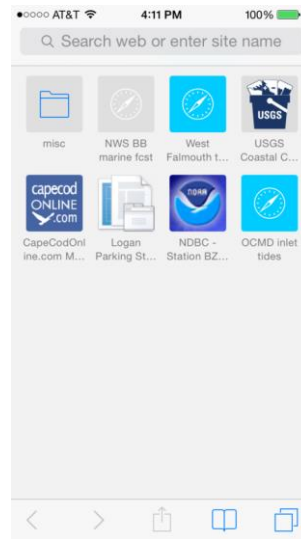 AT&T 4:11 PM 100%
Search web or enter site name
misc
NWS BB
marine fcst
West
Falmouth t...
USGS
USGS
Coastal C...
capecod
ONLINE
.com
CapeCodOnl
ine.com M...
Logan
Parking St...
NOAA
NDBC -
Station BZ...
OCMD inlet
tides